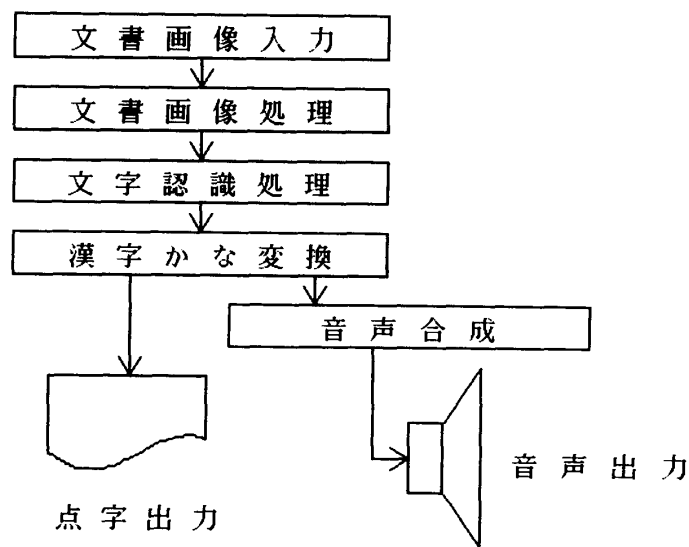 文書画像入力
文書画像処理
文字認識処理
漢字かな変換
音声合成
音声出力
点字出力